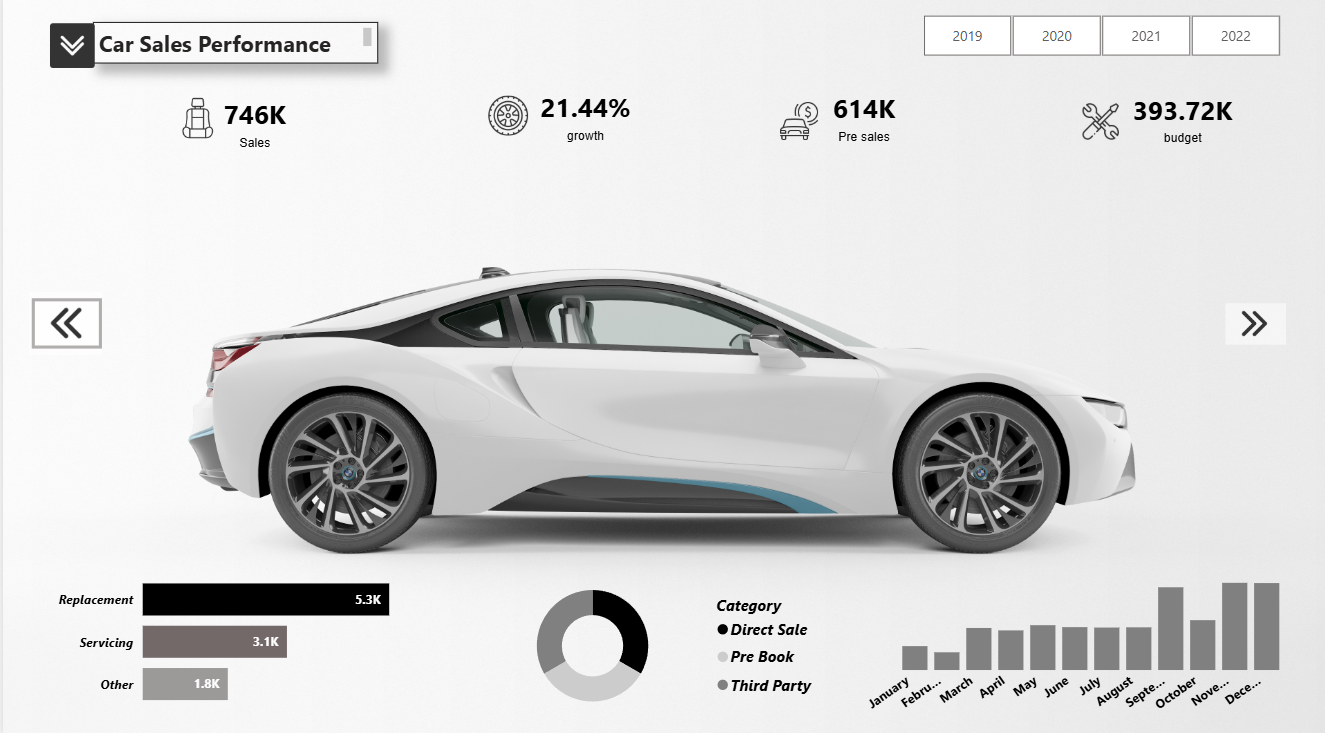 Car Sales Performance
2019
2020
2021
2022
746K
Sales
21.44%
growth
614K
Pre sales
393.72K
budget
Replacement
5.3K
Servicing
3.1K
Other
1.8K
Category
Direct Sale
Pre Book
Third Party
January
Febru...
March
April
May
June
July
August
Septe...
October
Nove...
Dece...